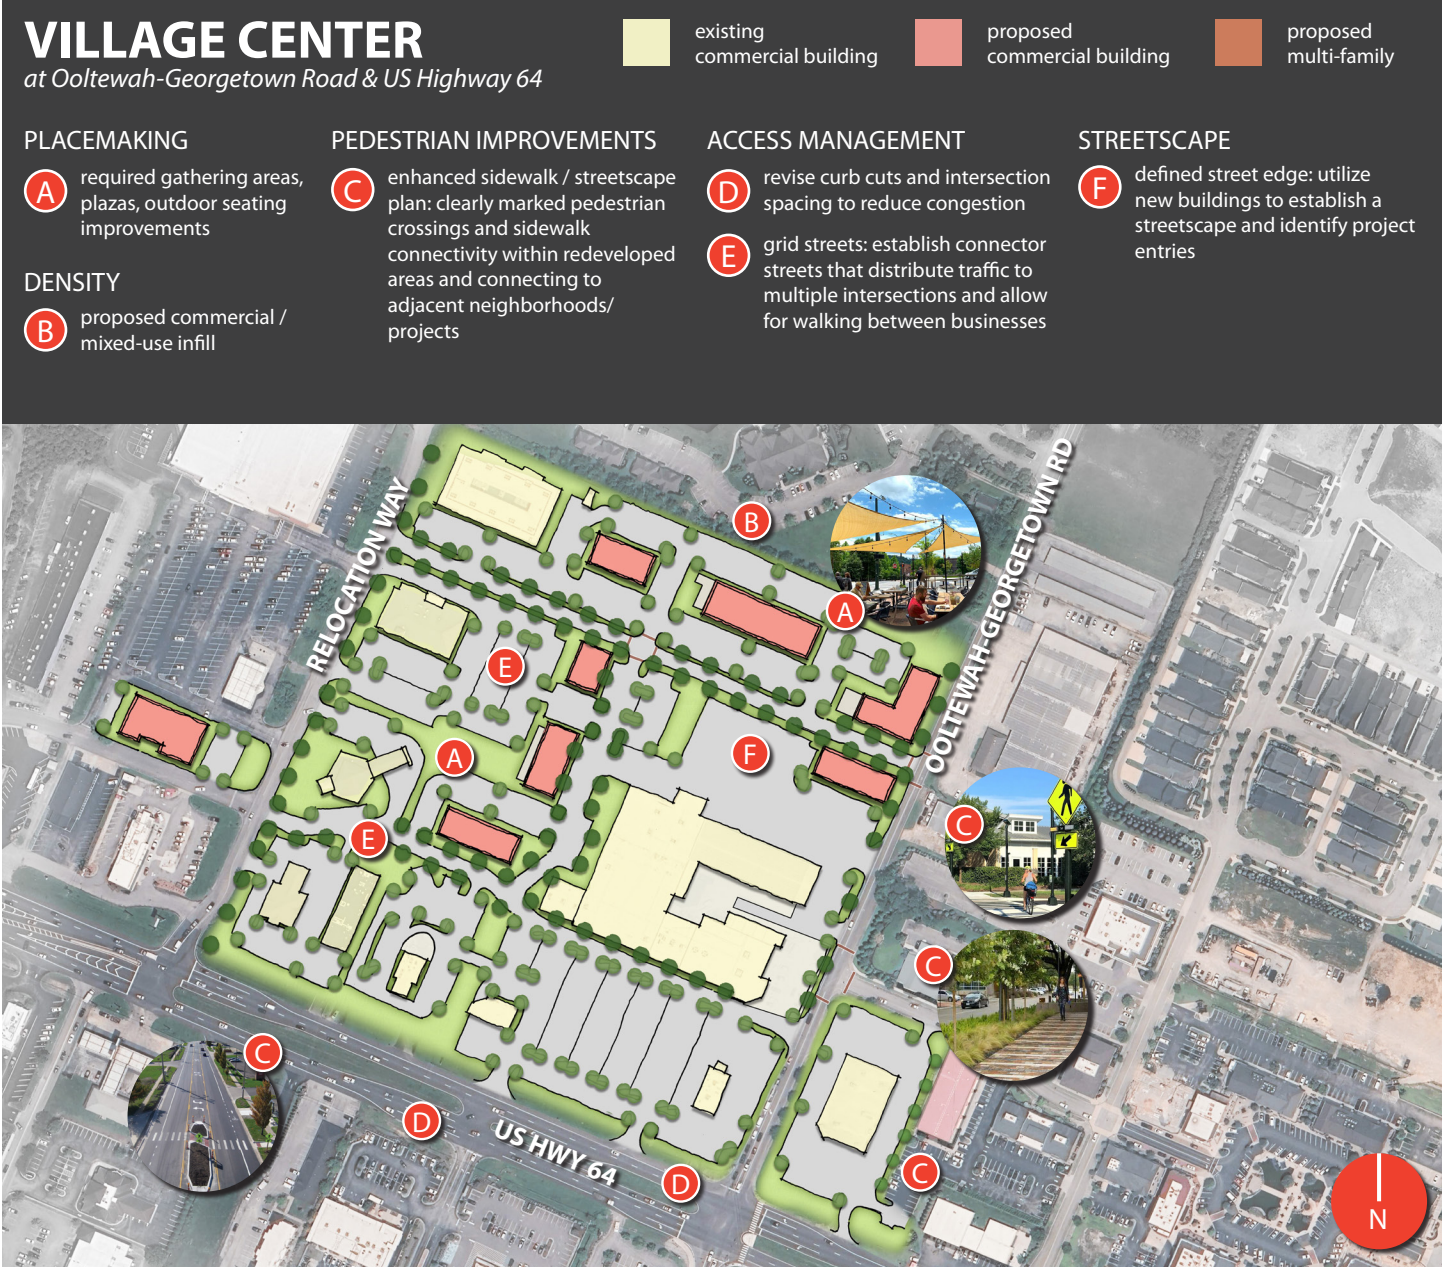 VILLAGE CENTER
at Ooltewah-Georgetown Road & US Highway 64
existing
commercial building
proposed
commercial building
proposed
multi-family
PLACEMAKING
A
required gathering areas,
plazas, outdoor seating
improvements
DENSITY
B
proposed commercial /
mixed-use infill
PEDESTRIAN IMPROVEMENTS
C
enhanced sidewalk / streetscape
plan: clearly marked pedestrian
crossings and sidewalk
connectivity within redeveloped
areas and connecting to
adjacent neighborhoods/
projects
ACCESS MANAGEMENT
D
revise curb cuts and intersection
spacing to reduce congestion
E
grid streets: establish connector
streets that distribute traffic to
multiple intersections and allow
for walking between businesses
STREETSCAPE
F
defined street edge: utilize
new buildings to establish a
streetscape and identify project
entries
RELOCATION WAY
OOLTEWAH-GEORGETOWN RD
B
A
E
A
F
E
C
C
C
D
US HWY 64
D
C
N